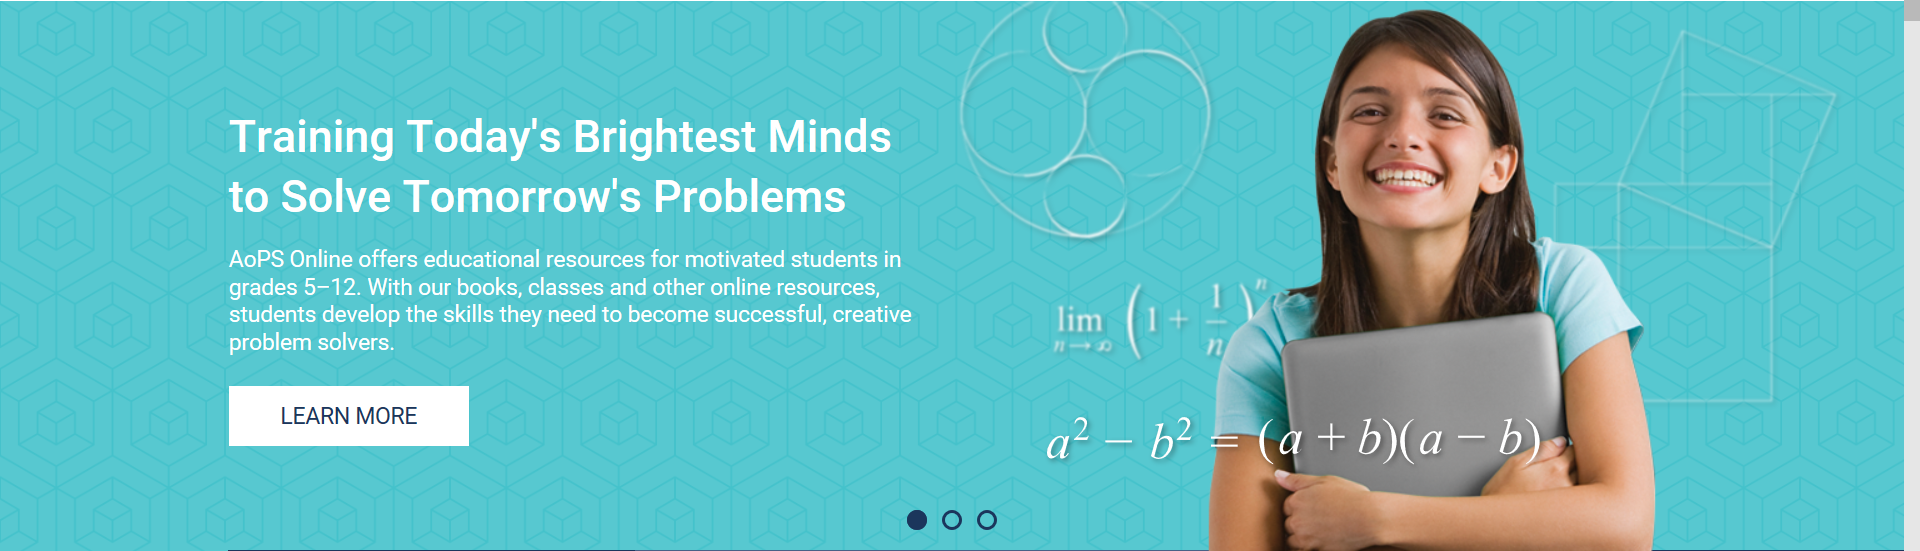 Training Today's Brightest Minds
to Solve Tomorrow's Problems
AoPS Online offers educational resources for motivated students in
grades 5–12. With our books, classes and other online resources,
students develop the skills they need to become successful, creative
problem solvers.
LEARN MORE
lim n→∞ (1 + 1/n)^n
a² − b² = (a + b)(a − b)